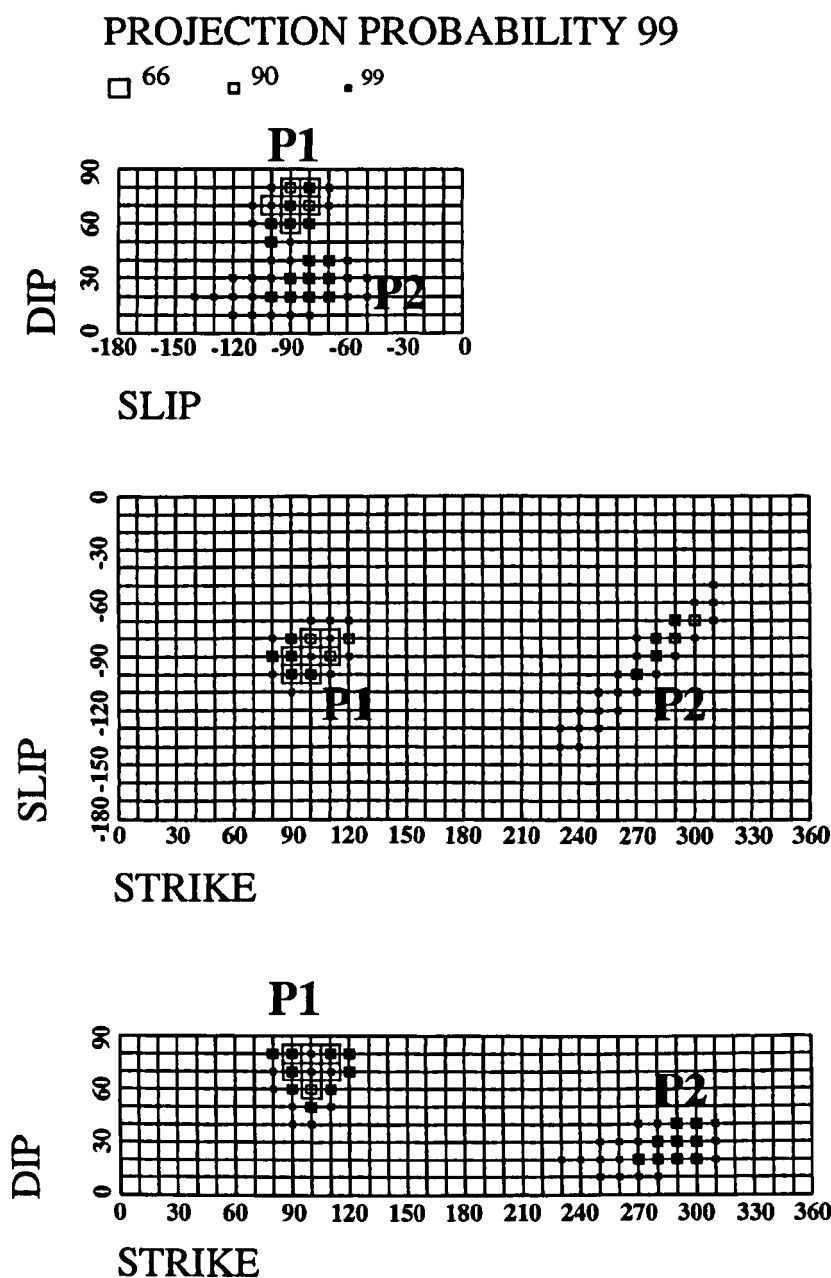 PROJECTION PROBABILITY 99
66 90 99
P1
90
60
30
0
DIP
P2
-180 -150 -120 -90 -60 -30 0
SLIP
0
-30
-60
-90
-120
-150
-180
SLIP
P1 P2
0 30 60 90 120 150 180 210 240 270 300 330 360
STRIKE
P1
90
60
30
0
DIP
P2
0 30 60 90 120 150 180 210 240 270 300 330 360
STRIKE